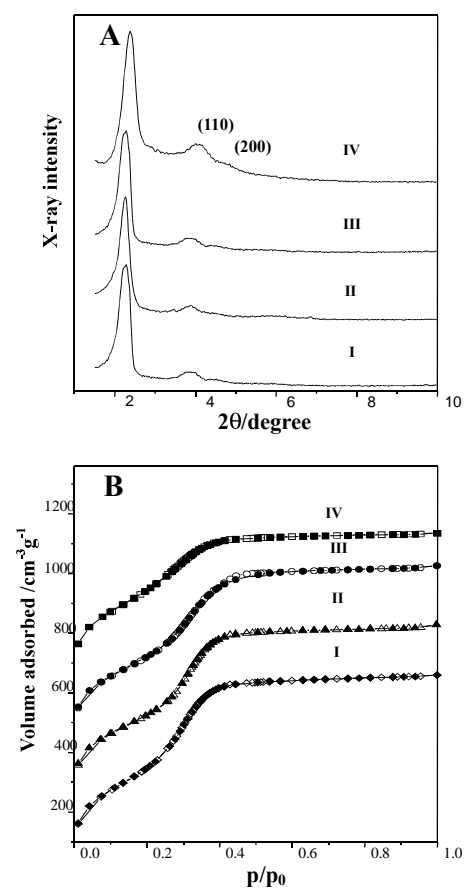 A
(110)
(200)
IV
III
II
I
X-ray intensity
2 4 6 8 10
2θ/degree
B
1200
1000
800
600
400
200
IV
III
II
I
Volume adsorbed /cm⁻³g⁻¹
0.0 0.2 0.4 0.6 0.8 1.0
p/p₀